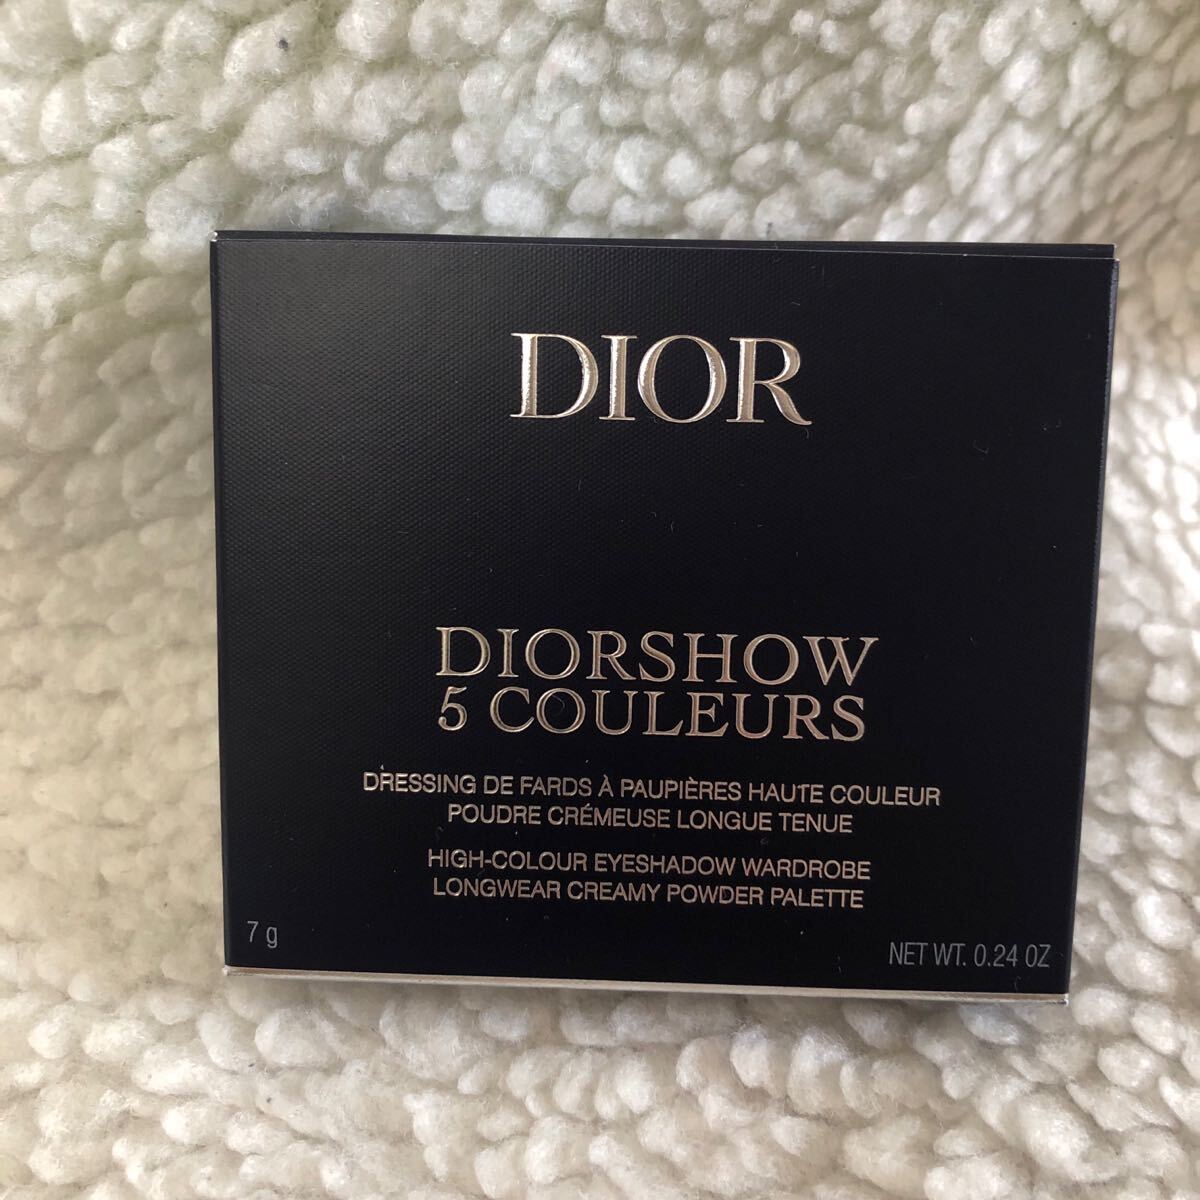 DIOR
DIORSHOW
5 COULEURS
DRESSING DE FARDS À PAUPIÈRES HAUTE COULEUR
POUDRE CRÉMEUSE LONGUE TENUE
HIGH-COLOUR EYESHADOW WARDROBE
LONGWEAR CREAMY POWDER PALETTE
7 g
NET WT. 0.24 OZ